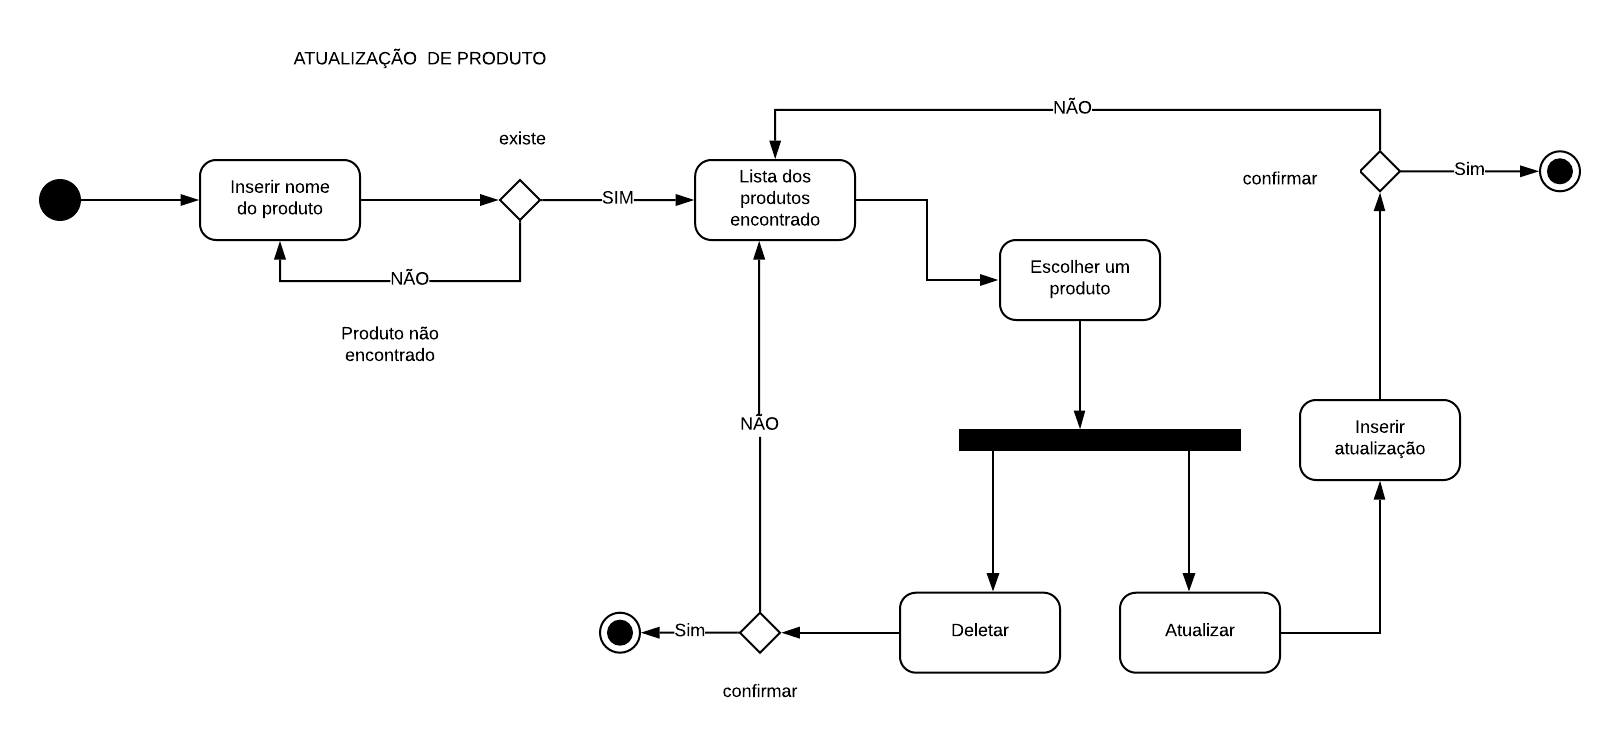 ATUALIZAÇÃO  DE PRODUTO
NÃO
existe
Inserir nome
do produto
SIM
Lista dos
produtos
encontrado
confirmar
Sim
NÃO
Produto não
encontrado
Escolher um
produto
NÃO
Inserir
atualização
Sim
Deletar
Atualizar
confirmar